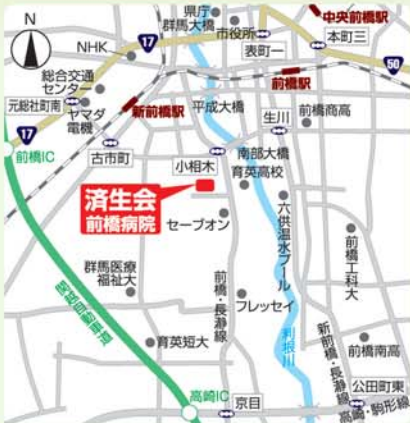 N
県庁
群馬大橋
市役所
中央前橋駅
本町三
表町一
NHK
17
50
総合交通
センター
前橋駅
元総社町南
ヤマダ
電機
新前橋駅
平成大橋
前橋商高
生川
17
前橋IC
古市町
小相木
南部大橋
育英高校
済生会
前橋病院
セーブオン
六供温水プール
前橋工科大
群馬医療
福祉大
前橋・長瀞線
フレッセイ
関越自動車道
利根川
育英短大
新前橋・長瀞線
前橋南高
公田町東
高崎IC
京目
高崎・駒形線